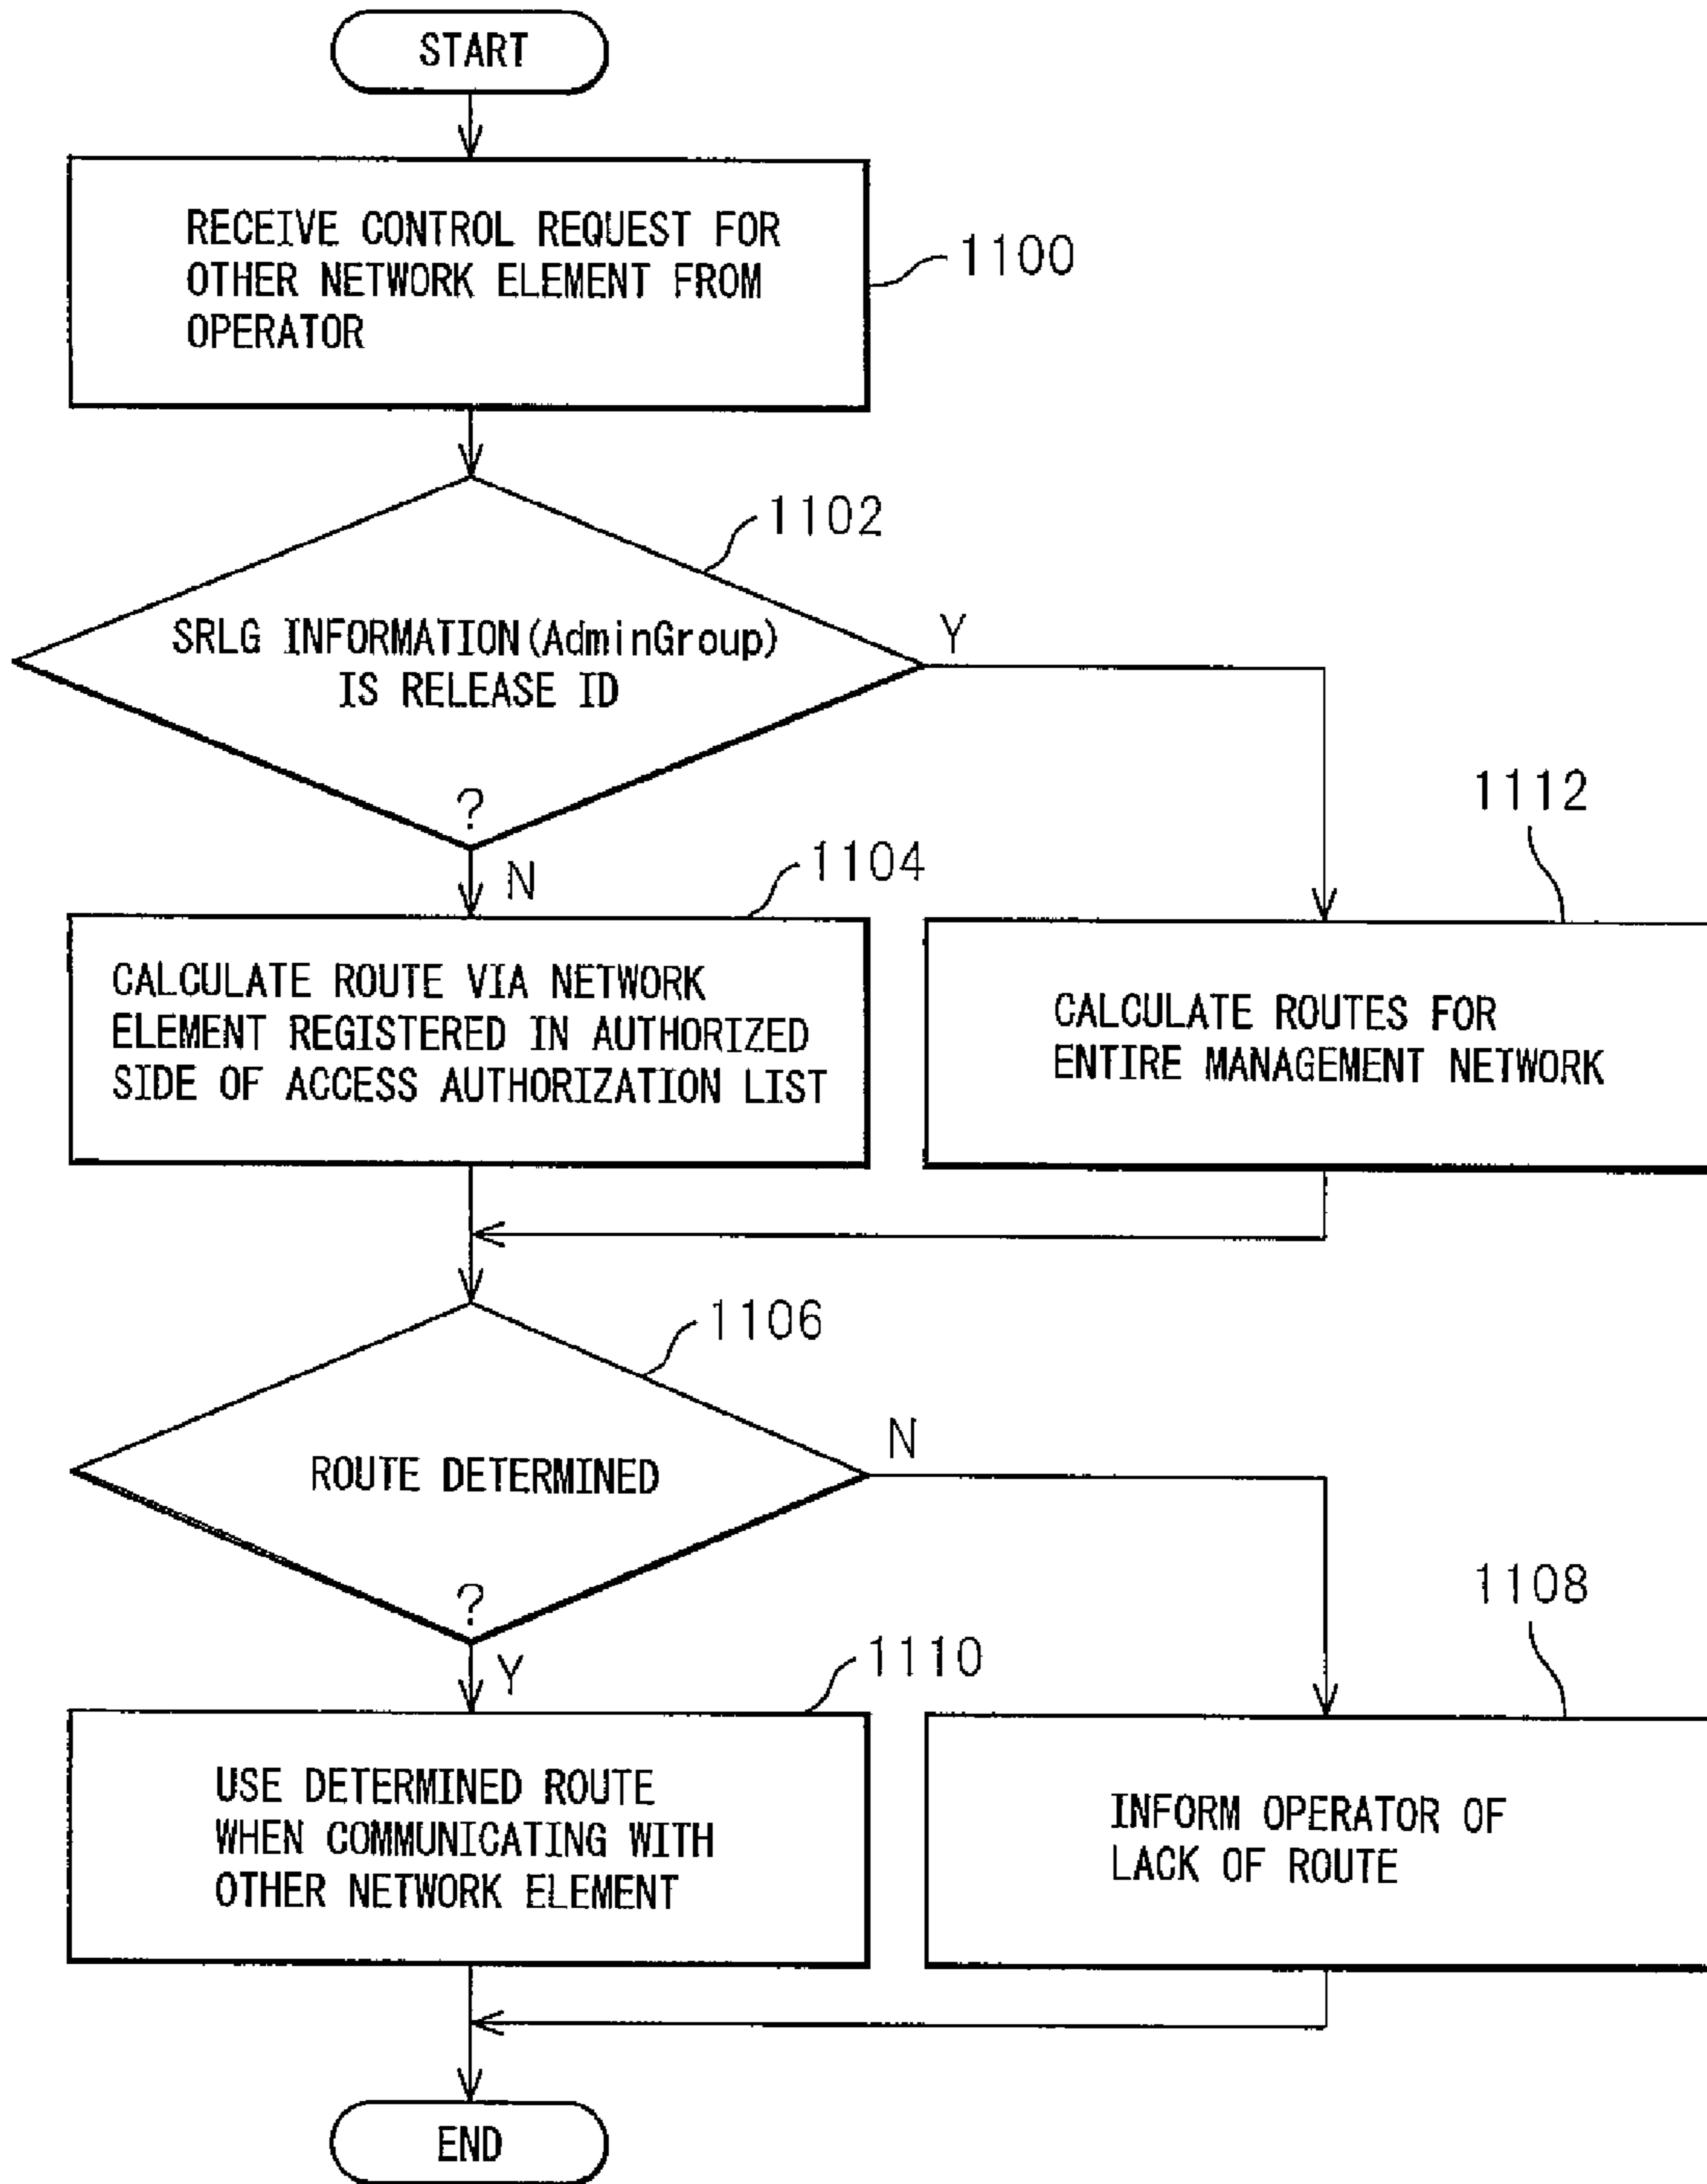 START
RECEIVE CONTROL REQUEST FOR
OTHER NETWORK ELEMENT FROM
OPERATOR
1100
1102
SRLG INFORMATION(AdminGroup)
IS RELEASE ID
?
Y
N
1104
CALCULATE ROUTE VIA NETWORK
ELEMENT REGISTERED IN AUTHORIZED
SIDE OF ACCESS AUTHORIZATION LIST
1112
CALCULATE ROUTES FOR
ENTIRE MANAGEMENT NETWORK
1106
ROUTE DETERMINED
?
N
Y
1110
USE DETERMINED ROUTE
WHEN COMMUNICATING WITH
OTHER NETWORK ELEMENT
1108
INFORM OPERATOR OF
LACK OF ROUTE
END